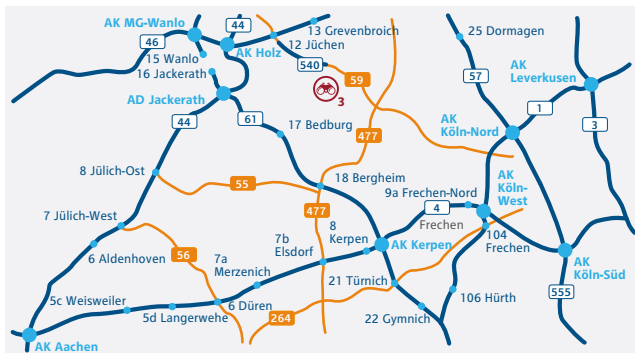 AK MG-Wanlo
44
13 Grevenbroich
12 Jüchen
25 Dormagen
46
AK Holz
15 Wanlo
16 Jackerath
540
59
57
AK
Leverkusen
3
AD Jackerath
1
44
61
17 Bedburg
477
AK
Köln-Nord
3
8 Jülich-Ost
55
18 Bergheim
9a Frechen-Nord
AK
Köln-
West
477
4
Frechen
7 Jülich-West
8
Kerpen
7b
Elsdorf
AK Kerpen
104
Frechen
6 Aldenhoven
56
7a
Merzenich
AK
Köln-Süd
21 Türnich
5c Weisweiler
6 Düren
106 Hürth
555
5d Langerwehe
264
22 Gymnich
AK Aachen